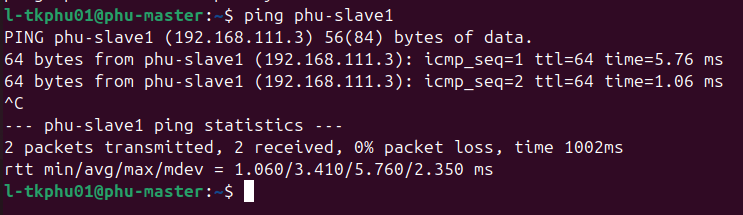 l-tkphu01@phu-master:~$ ping phu-slave1
PING phu-slave1 (192.168.111.3) 56(84) bytes of data.
64 bytes from phu-slave1 (192.168.111.3): icmp_seq=1 ttl=64 time=5.76 ms
64 bytes from phu-slave1 (192.168.111.3): icmp_seq=2 ttl=64 time=1.06 ms
^C
--- phu-slave1 ping statistics ---
2 packets transmitted, 2 received, 0% packet loss, time 1002ms
rtt min/avg/max/mdev = 1.060/3.410/5.760/2.350 ms
l-tkphu01@phu-master:~$